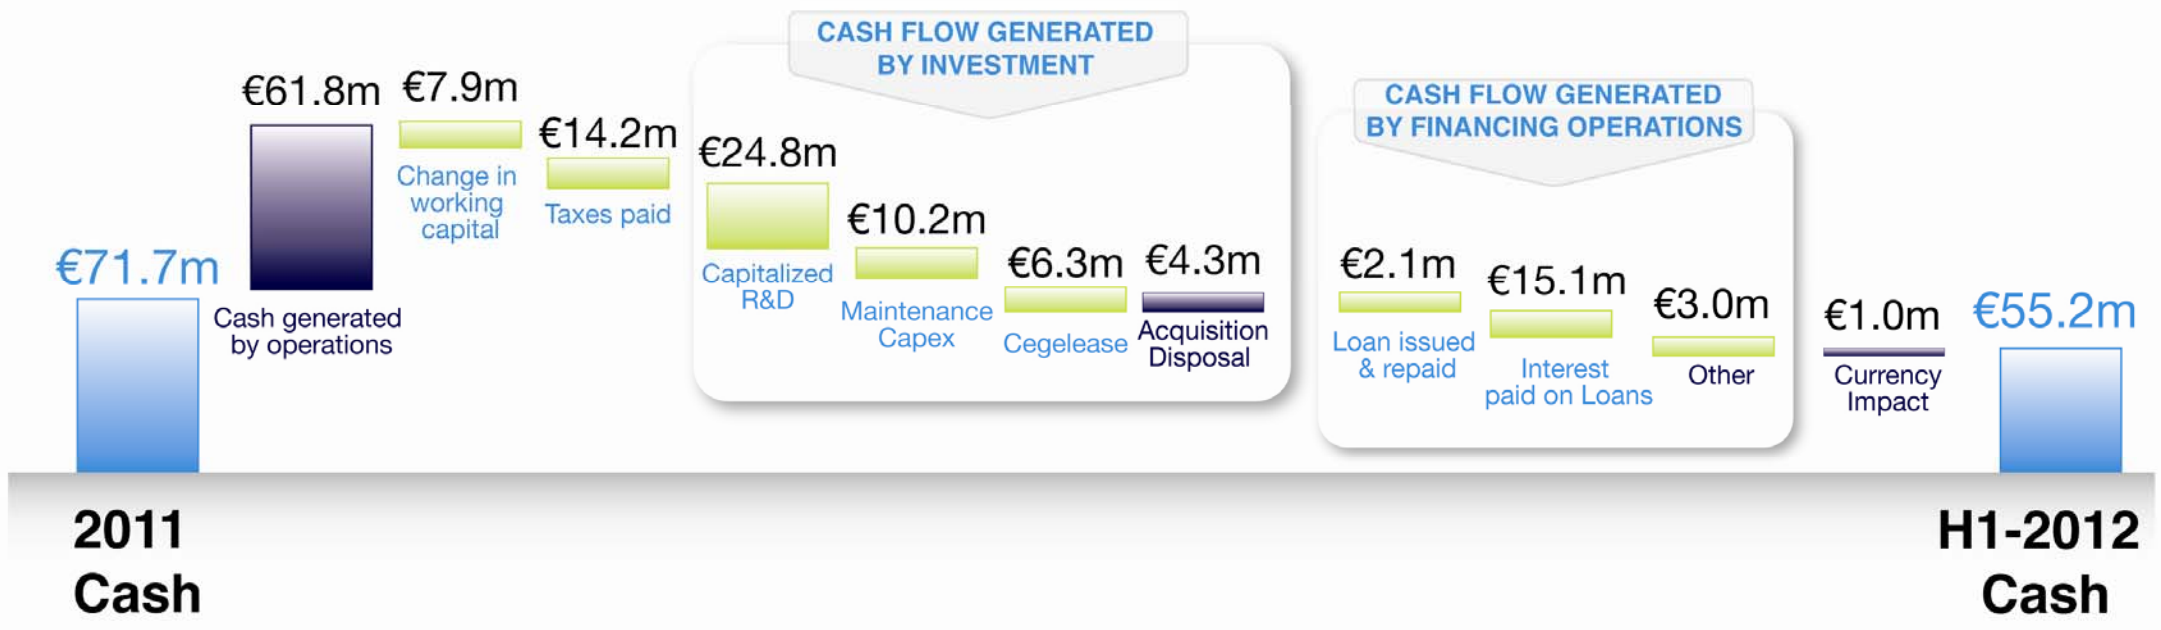 CASH FLOW GENERATED
BY INVESTMENT
CASH FLOW GENERATED
BY FINANCING OPERATIONS
€71.7m
€61.8m
Cash generated
by operations
€7.9m
Change in
working
capital
€14.2m
Taxes paid
€24.8m
Capitalized
R&D
€10.2m
Maintenance
Capex
€6.3m
Cegelease
€4.3m
Acquisition
Disposal
€2.1m
Loan issued
& repaid
€15.1m
Interest
paid on Loans
€3.0m
Other
€1.0m
Currency
Impact
€55.2m
2011
Cash
H1-2012
Cash